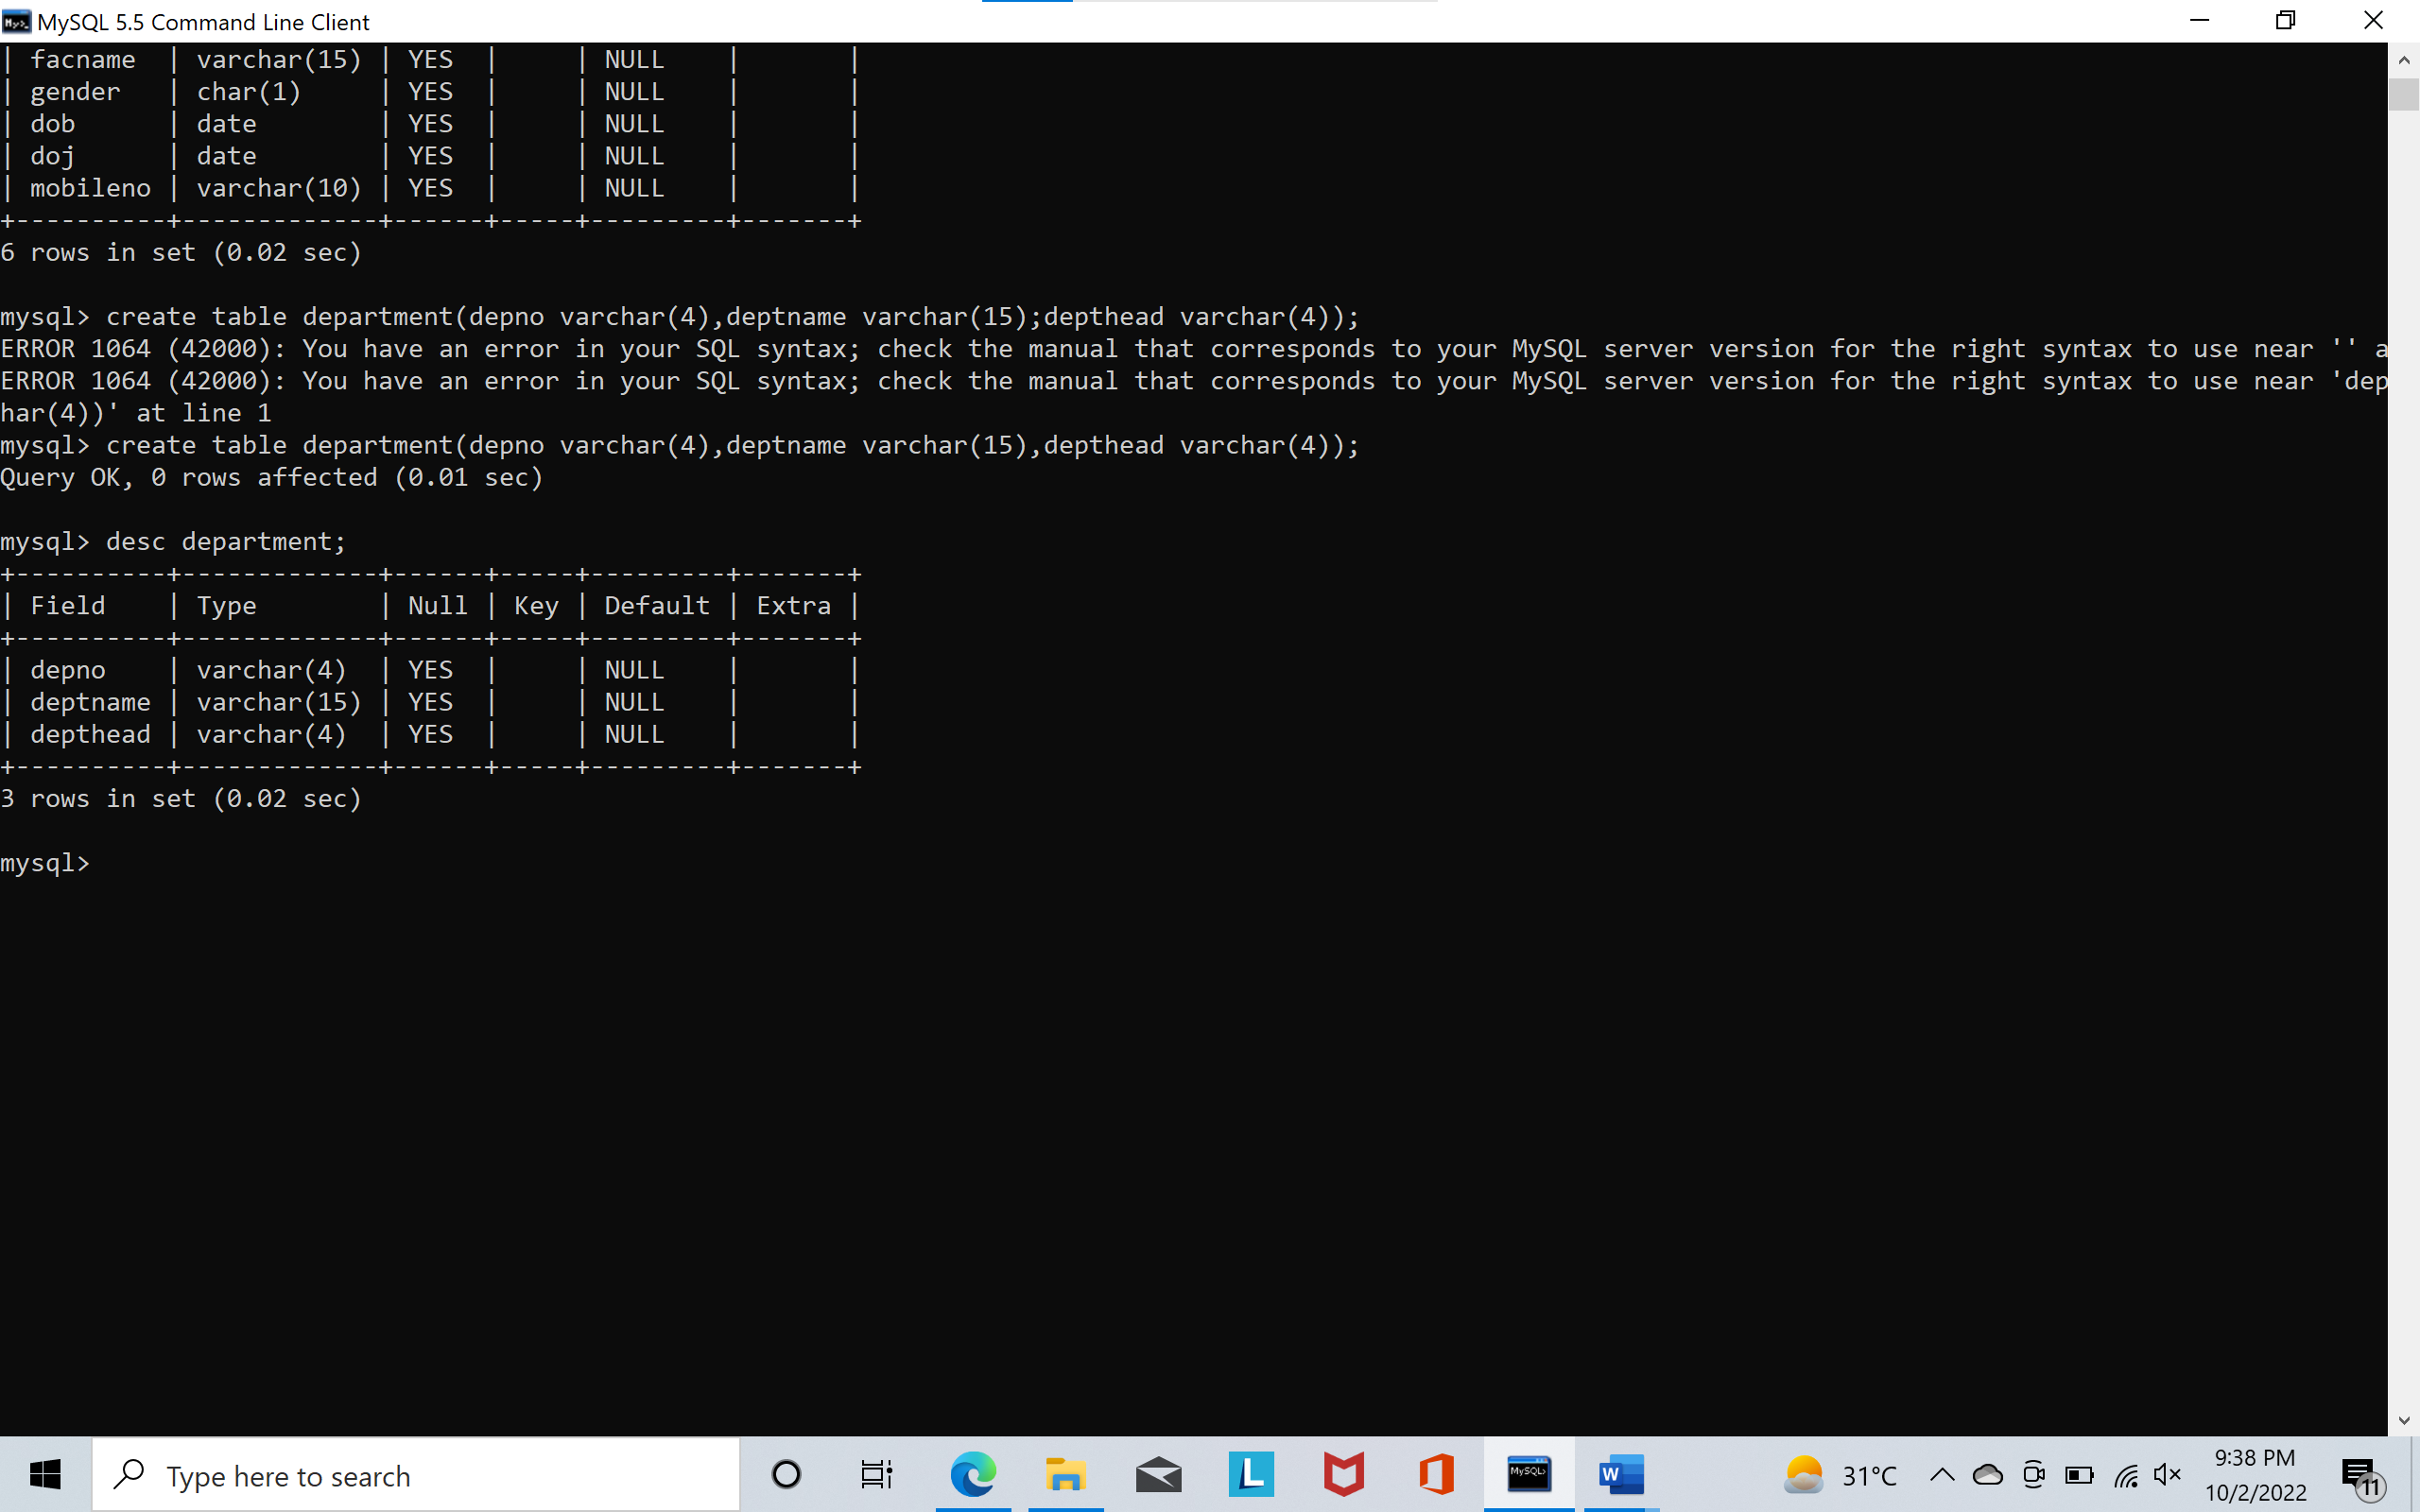 MySQL 5.5 Command Line Client
| facname  | varchar(15) | YES  |     | NULL    |       |
| gender   | char(1)     | YES  |     | NULL    |       |
| dob      | date        | YES  |     | NULL    |       |
| doj      | date        | YES  |     | NULL    |       |
| mobileno | varchar(10) | YES  |     | NULL    |       |
+----------+-------------+------+-----+---------+-------+
6 rows in set (0.02 sec)
mysql> create table department(depno varchar(4),deptname varchar(15);depthead varchar(4));
ERROR 1064 (42000): You have an error in your SQL syntax; check the manual that corresponds to your MySQL server version for the right syntax to use near '' a
ERROR 1064 (42000): You have an error in your SQL syntax; check the manual that corresponds to your MySQL server version for the right syntax to use near 'dep
har(4))' at line 1
mysql> create table department(depno varchar(4),deptname varchar(15),depthead varchar(4));
Query OK, 0 rows affected (0.01 sec)
mysql> desc department;
+----------+-------------+------+-----+---------+-------+
| Field    | Type        | Null | Key | Default | Extra |
+----------+-------------+------+-----+---------+-------+
| depno    | varchar(4)  | YES  |     | NULL    |       |
| deptname | varchar(15) | YES  |     | NULL    |       |
| depthead | varchar(4)  | YES  |     | NULL    |       |
+----------+-------------+------+-----+---------+-------+
3 rows in set (0.02 sec)
mysql>
Type here to search
L
MySQL>
W
31°C
9:38 PM
10/2/2022
11